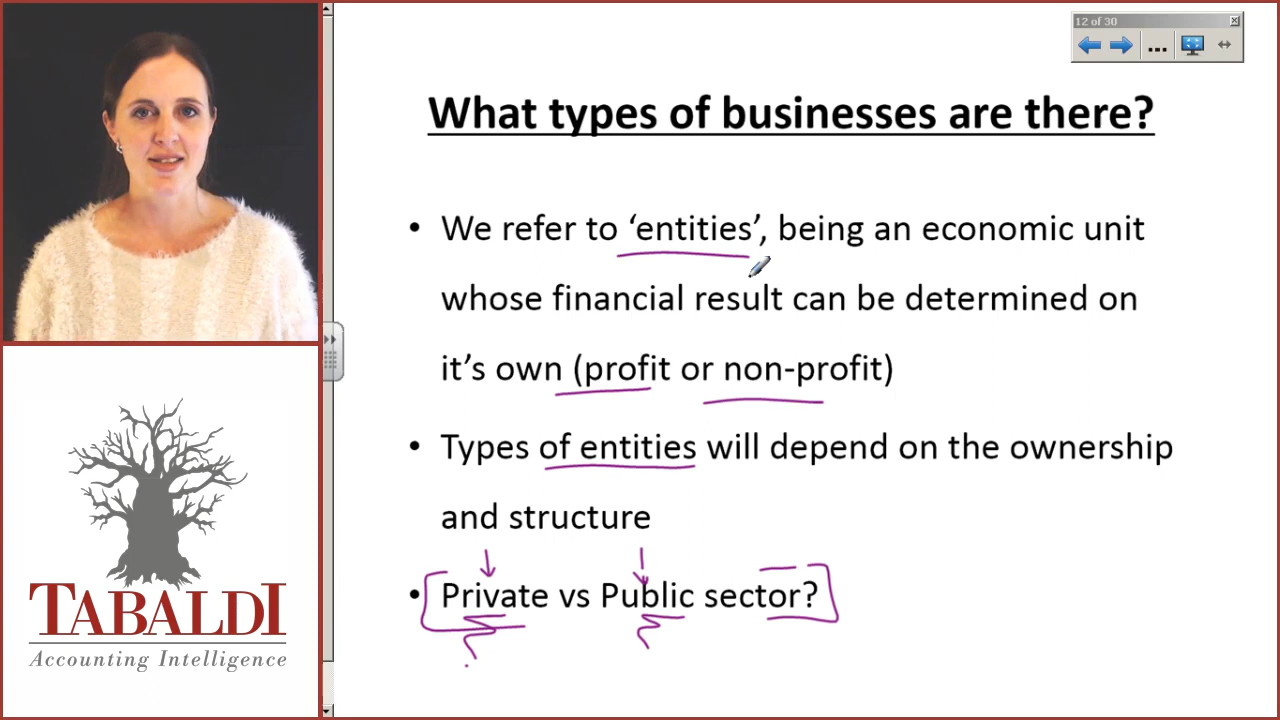 12 of 30
What types of businesses are there?
• We refer to ‘entities’, being an economic unit
whose financial result can be determined on
it’s own (profit or non-profit)
• Types of entities will depend on the ownership
and structure
• Private vs Public sector?
TABALDI
Accounting Intelligence